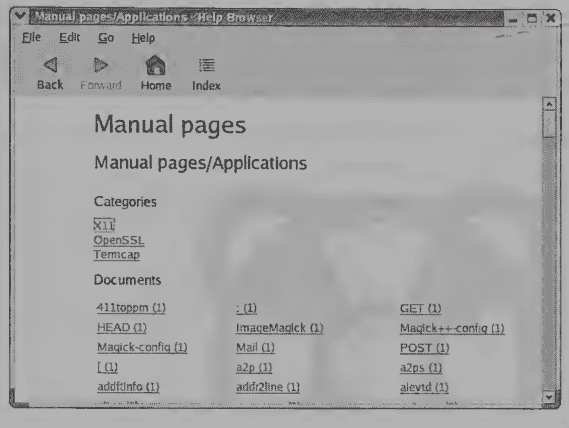 Manual pages/Applications - Help Browser
File Edit Go Help
Back Forward Home Index
Manual pages
Manual pages/Applications
Categories
X11
OpenSSL
Termcap
Documents
411toppm (1) : (1) GET (1)
HEAD (1) ImageMagick (1) Magick++-config (1)
Magick-config (1) Mail (1) POST (1)
[ (1) a2p (1) a2ps (1)
addftinfo (1) addr2line (1) alevtd (1)